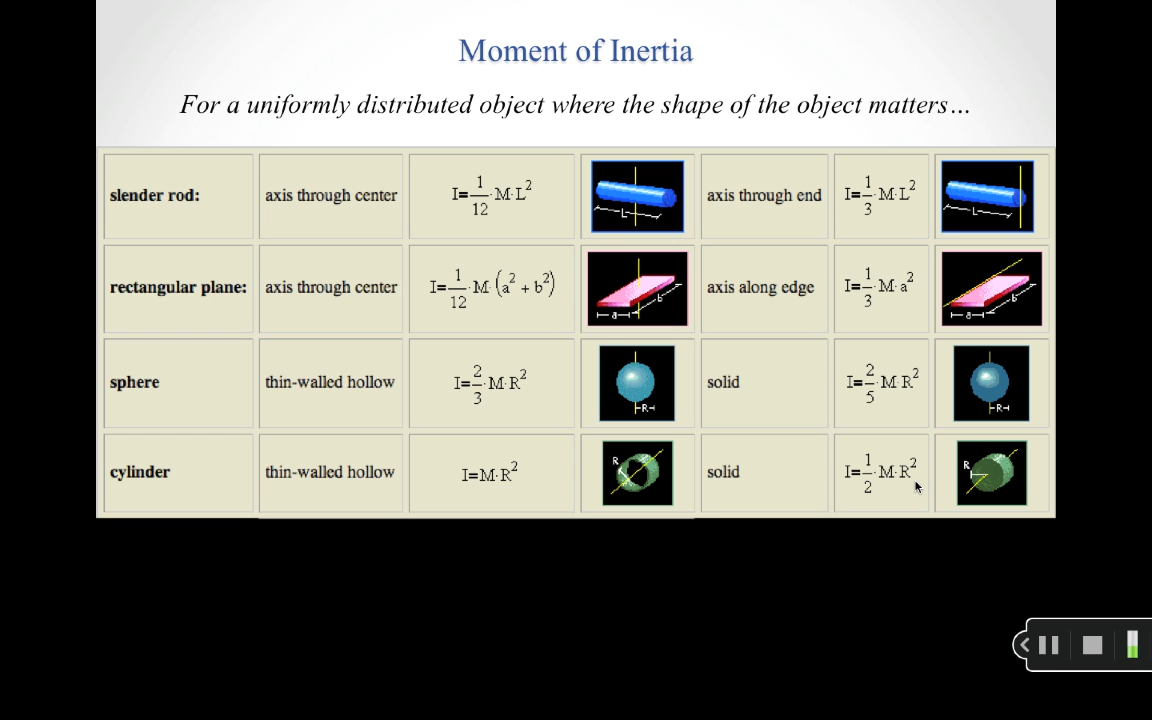 Moment of Inertia
For a uniformly distributed object where the shape of the object matters…
slender rod: axis through center I=1/12·M·L² L axis through end I=1/3·M·L² L
rectangular plane: axis through center I=1/12·M·(a²+b²) a b axis along edge I=1/3·M·a² a b
sphere thin-walled hollow I=2/3·M·R² R solid I=2/5·M·R² R
cylinder thin-walled hollow I=M·R² R solid I=1/2·M·R² R